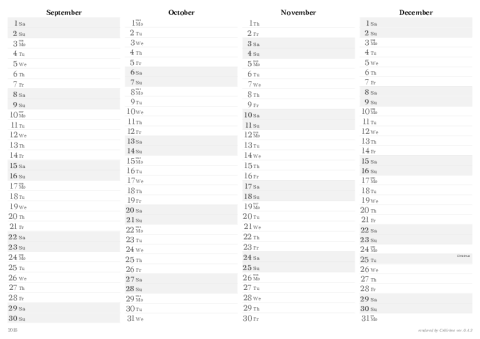 September
1 Sa
2 Su
3 Mo
4 Tu
5 We
6 Th
7 Fr
8 Sa
9 Su
10 Mo
11 Tu
12 We
13 Th
14 Fr
15 Sa
16 Su
17 Mo
18 Tu
19 We
20 Th
21 Fr
22 Sa
23 Su
24 Mo
25 Tu
26 We
27 Th
28 Fr
29 Sa
30 Su
October
1 Mo
2 Tu
3 We
4 Th
5 Fr
6 Sa
7 Su
8 Mo
9 Tu
10 We
11 Th
12 Fr
13 Sa
14 Su
15 Mo
16 Tu
17 We
18 Th
19 Fr
20 Sa
21 Su
22 Mo
23 Tu
24 We
25 Th
26 Fr
27 Sa
28 Su
29 Mo
30 Tu
31 We
November
1 Th
2 Fr
3 Sa
4 Su
5 Mo
6 Tu
7 We
8 Th
9 Fr
10 Sa
11 Su
12 Mo
13 Tu
14 We
15 Th
16 Fr
17 Sa
18 Su
19 Mo
20 Tu
21 We
22 Th
23 Fr
24 Sa
25 Su
26 Mo
27 Tu
28 We
29 Th
30 Fr
December
1 Sa
2 Su
3 Mo
4 Tu
5 We
6 Th
7 Fr
8 Sa
9 Su
10 Mo
11 Tu
12 We
13 Th
14 Fr
15 Sa
16 Su
17 Mo
18 Tu
19 We
20 Th
21 Fr
22 Sa
23 Su
24 Mo
25 Tu
26 We
27 Th
28 Fr
29 Sa
30 Su
31 Mo